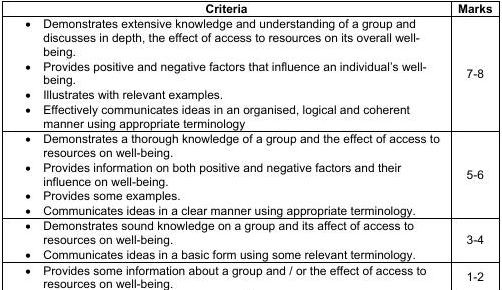 Criteria Marks
• Demonstrates extensive knowledge and understanding of a group and
discusses in depth, the effect of access to resources on its overall well-
being.
• Provides positive and negative factors that influence an individual's well-
being.
• Illustrates with relevant examples.
• Effectively communicates ideas in an organised, logical and coherent
manner using appropriate terminology
7-8
• Demonstrates a thorough knowledge of a group and the effect of access to
resources on well-being.
• Provides information on both positive and negative factors and their
influence on well-being.
• Provides some examples.
• Communicates ideas in a clear manner using appropriate terminology.
5-6
• Demonstrates sound knowledge on a group and its affect of access to
resources on well-being.
• Communicates ideas in a basic form using some relevant terminology.
3-4
• Provides some information about a group and / or the effect of access to
resources on well-being.
1-2